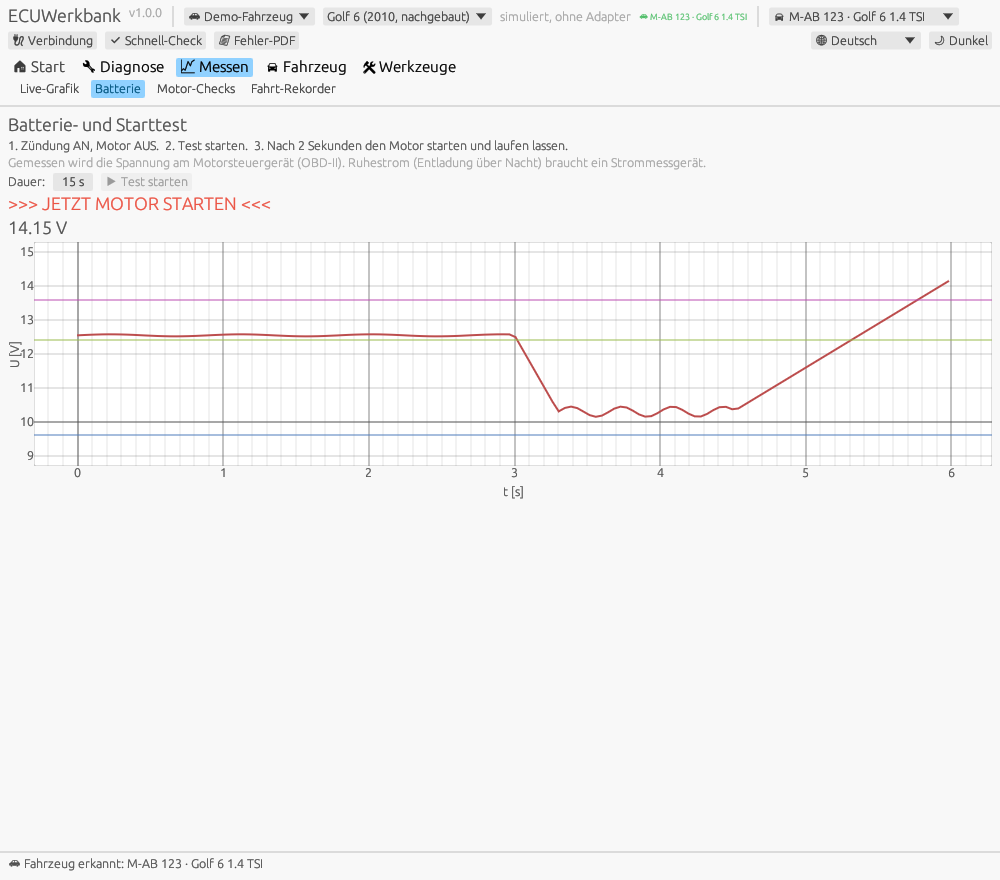 ECUWerkbank v1.0.0 Demo-Fahrzeug Golf 6 (2010, nachgebaut) simuliert, ohne Adapter M-AB 123 · Golf 6 1.4 TSI M-AB 123 · Golf 6 1.4 TSI
Verbindung Schnell-Check Fehler-PDF Deutsch Dunkel
Start Diagnose Messen Fahrzeug Werkzeuge
Live-Grafik Batterie Motor-Checks Fahrt-Rekorder
Batterie- und Starttest
1. Zündung AN, Motor AUS. 2. Test starten. 3. Nach 2 Sekunden den Motor starten und laufen lassen.
Gemessen wird die Spannung am Motorsteuergerät (OBD-II). Ruhestrom (Entladung über Nacht) braucht ein Strommessgerät.
Dauer: 15 s Test starten
>>> JETZT MOTOR STARTEN <<<
14.15 V
15
14
13
12
11
10
9
U [V]
0 1 2 3 4 5 6
t [s]
Fahrzeug erkannt: M-AB 123 · Golf 6 1.4 TSI